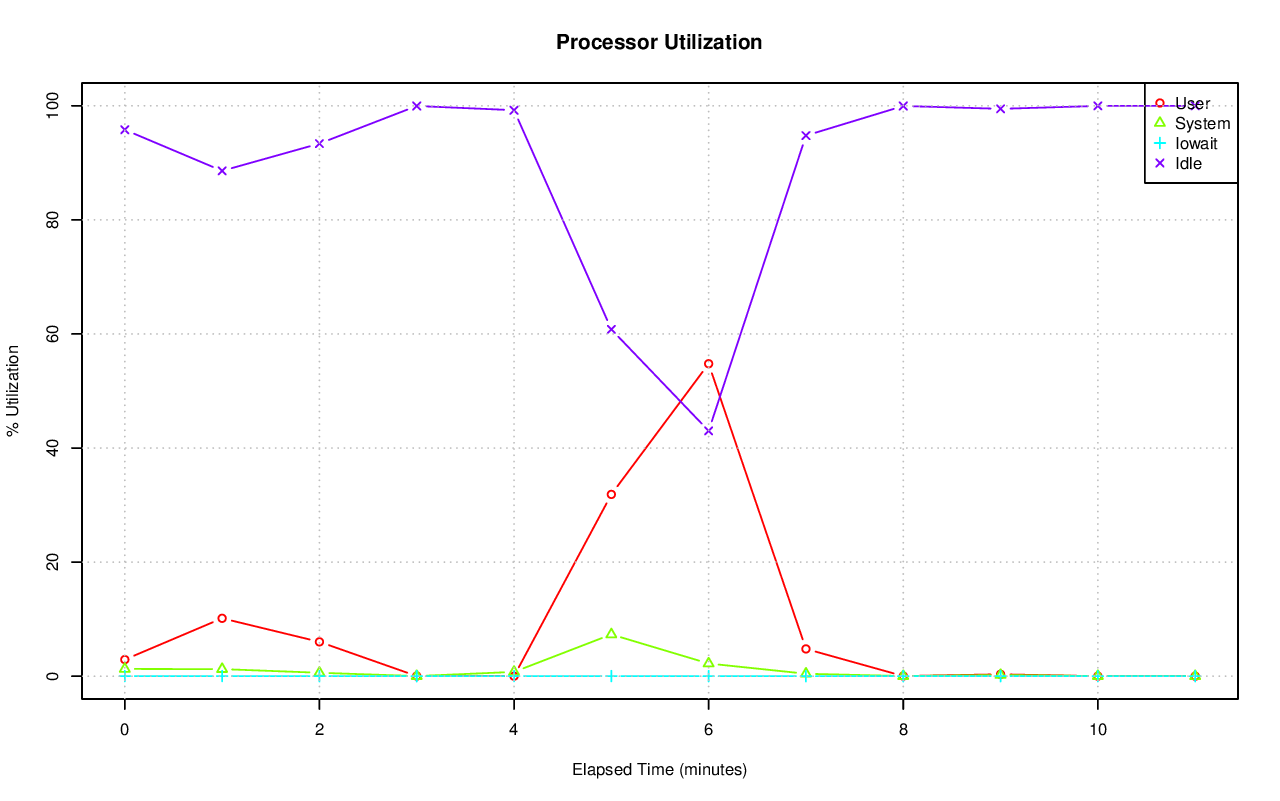 Processor Utilization
100
80
60
40
20
0
% Utilization
User
System
Iowait
Idle
0 2 4 6 8 10
Elapsed Time (minutes)